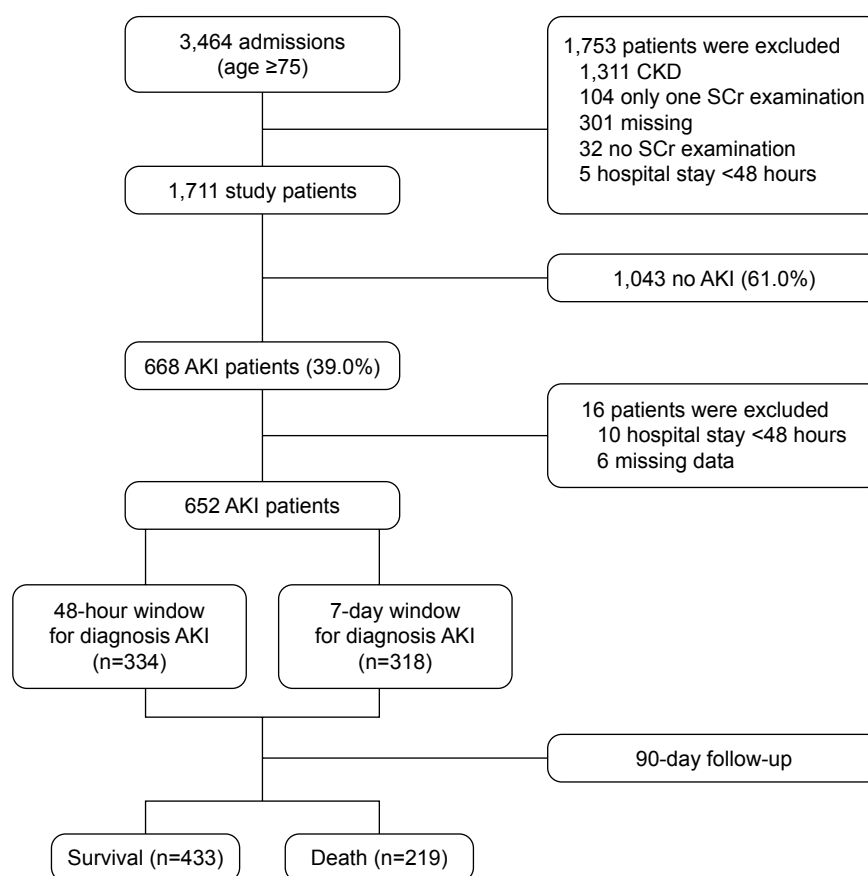 3,464 admissions
(age ≥75)
1,753 patients were excluded
1,311 CKD
104 only one SCr examination
301 missing
32 no SCr examination
5 hospital stay <48 hours
1,711 study patients
1,043 no AKI (61.0%)
668 AKI patients (39.0%)
16 patients were excluded
10 hospital stay <48 hours
6 missing data
652 AKI patients
48-hour window
for diagnosis AKI
(n=334)
7-day window
for diagnosis AKI
(n=318)
90-day follow-up
Survival (n=433)
Death (n=219)